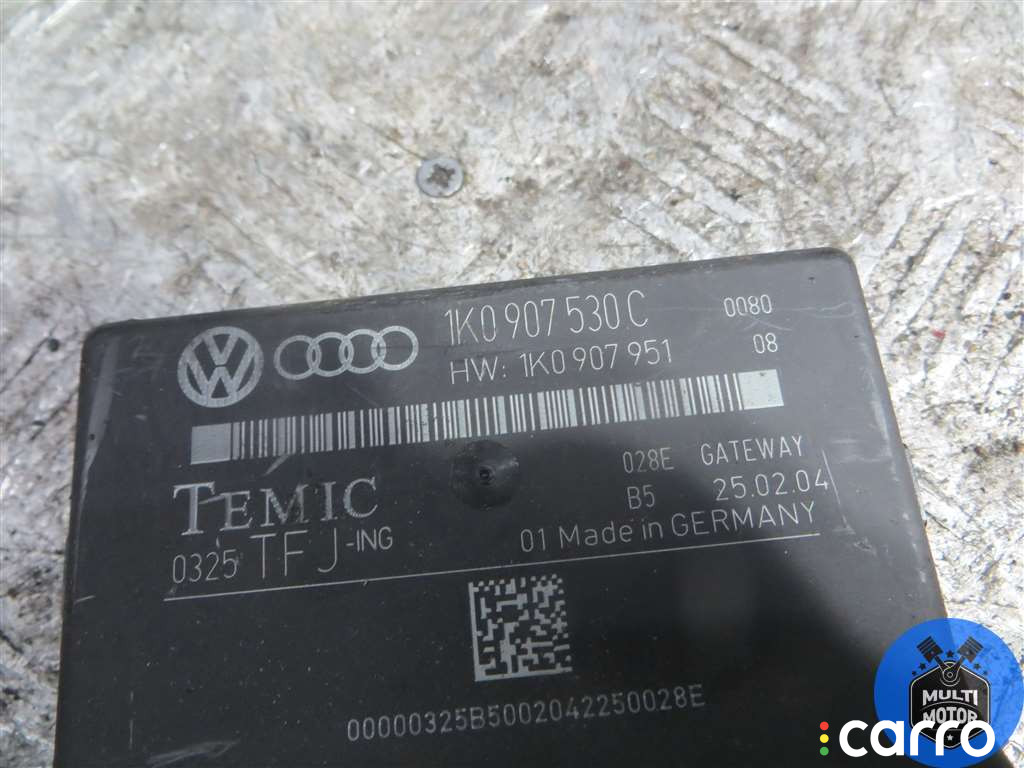 1K0 907 530 C 0080
HW: 1K0 907 951 08
TEMIC 028E GATEWAY
B5 25.02.04
0325 TFJ-ING 01 Made in GERMANY
00000325B5002042250028E
MULTI
MOTOR
carro